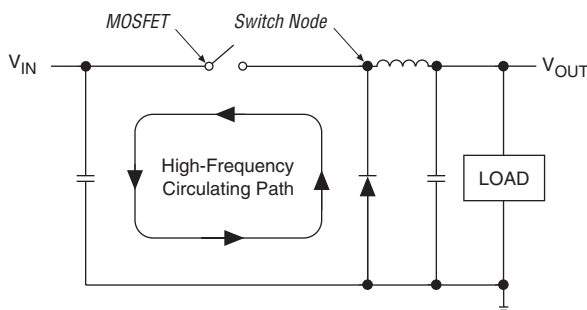 MOSFET
Switch Node
V_IN
V_OUT
High-Frequency
Circulating Path
LOAD